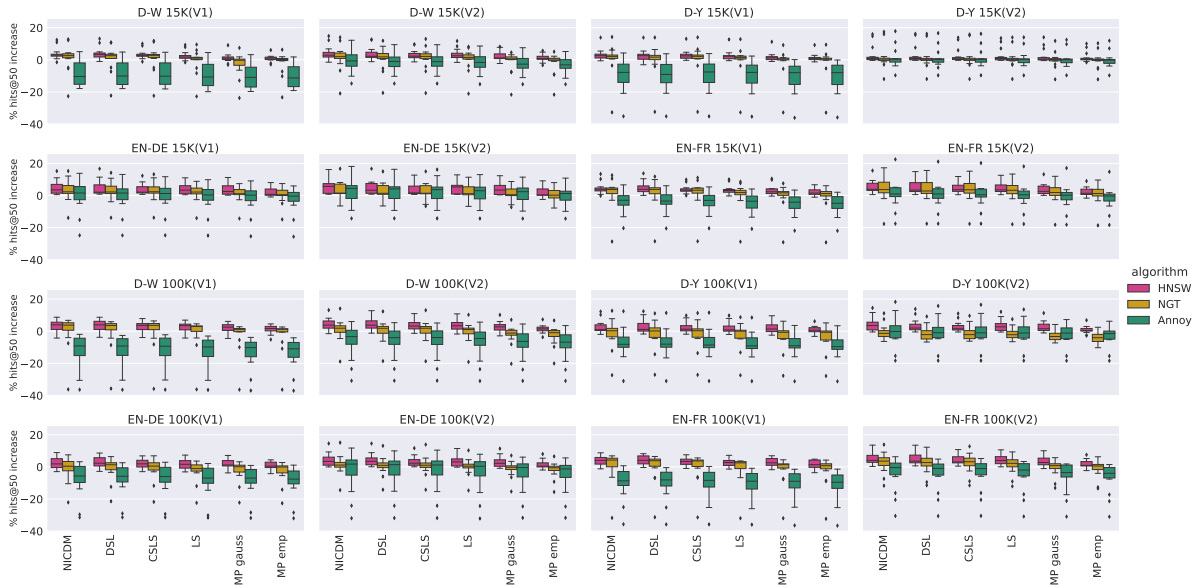 D-W 15K(V1)
D-W 15K(V2)
D-Y 15K(V1)
D-Y 15K(V2)
% hits@50 increase
20
0
−20
−40
EN-DE 15K(V1)
EN-DE 15K(V2)
EN-FR 15K(V1)
EN-FR 15K(V2)
% hits@50 increase
20
0
−20
−40
D-W 100K(V1)
D-W 100K(V2)
D-Y 100K(V1)
D-Y 100K(V2)
% hits@50 increase
20
0
−20
−40
EN-DE 100K(V1)
EN-DE 100K(V2)
EN-FR 100K(V1)
EN-FR 100K(V2)
% hits@50 increase
20
0
−20
−40
NICDM
DSL
CSLS
LS
MP gauss
MP emp
NICDM
DSL
CSLS
LS
MP gauss
MP emp
NICDM
DSL
CSLS
LS
MP gauss
MP emp
NICDM
DSL
CSLS
LS
MP gauss
MP emp
algorithm
HNSW
NGT
Annoy